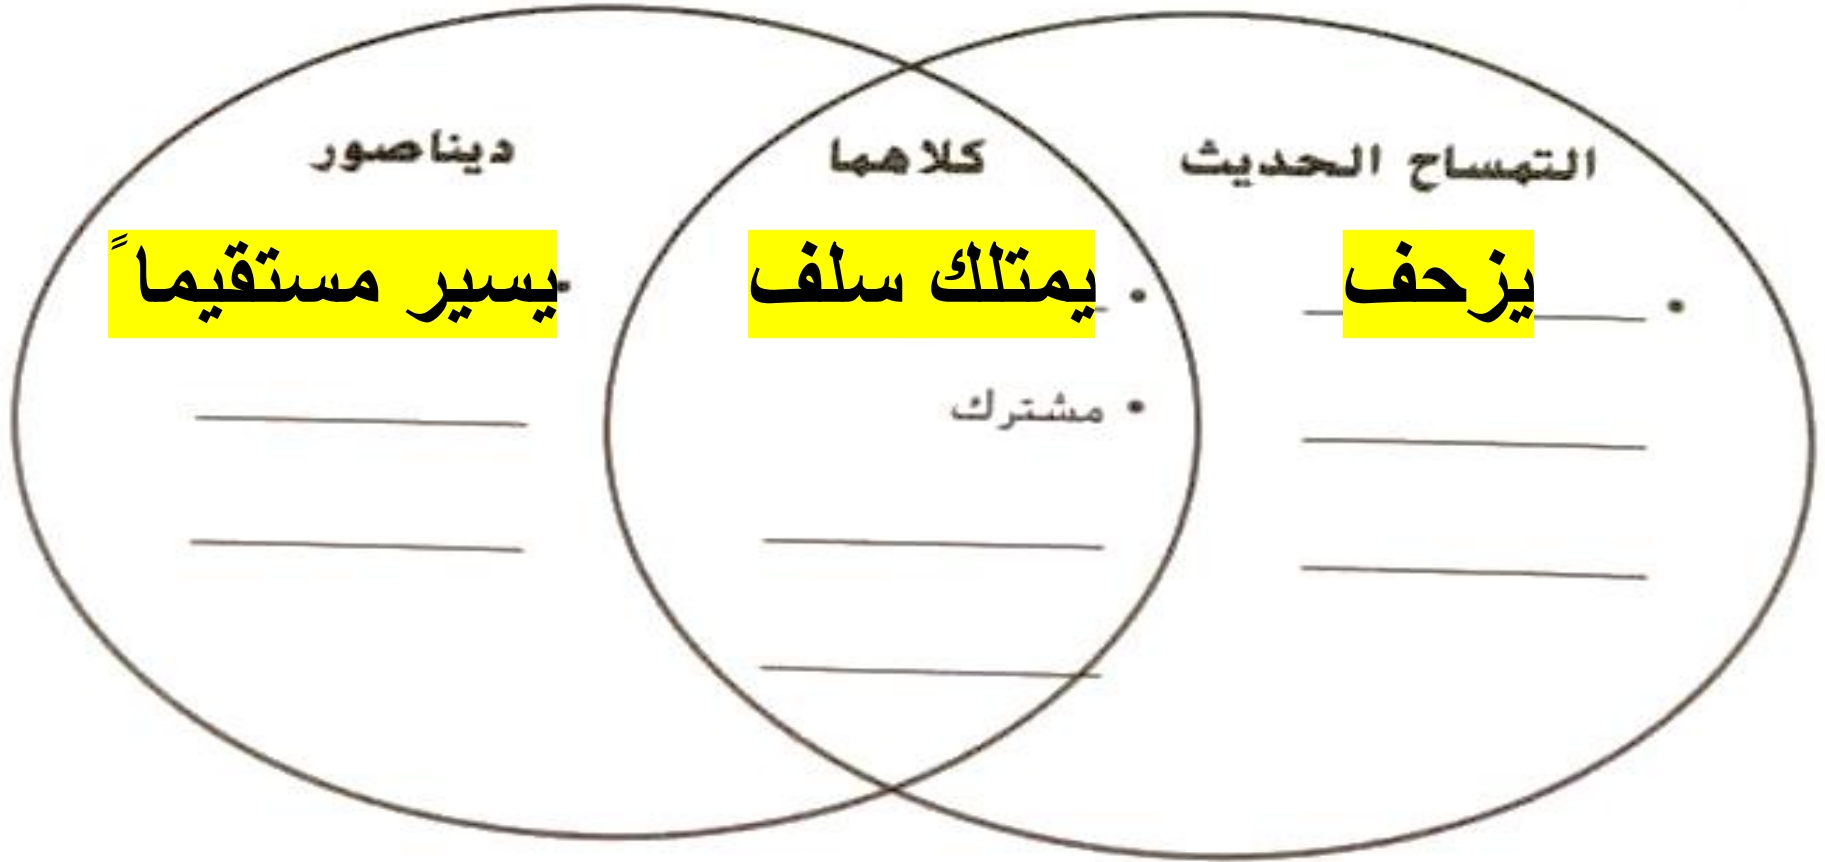 التمساح الحديث
كلاهما
ديناصور
• يزحف
• يمتلك سلف
• يسير مستقيما ً
• مشترك